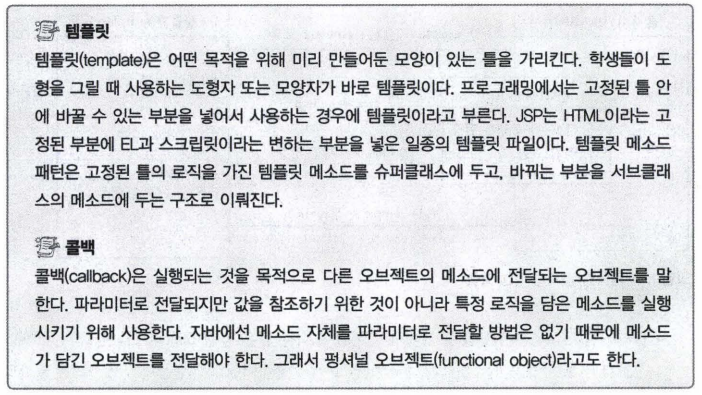 템플릿
템플릿(template)은 어떤 목적을 위해 미리 만들어둔 모양이 있는 틀을 가리킨다. 학생들이 도
형을 그릴 때 사용하는 도형자 또는 모양자가 바로 템플릿이다. 프로그래밍에서는 고정된 틀 안
에 바꿀 수 있는 부분을 넣어서 사용하는 경우에 템플릿이라고 부른다. JSP는 HTML이라는 고
정된 부분에 EL과 스크립릿이라는 변하는 부분을 넣은 일종의 템플릿 파일이다. 템플릿 메소드
패턴은 고정된 틀의 로직을 가진 템플릿 메소드를 슈퍼클래스에 두고, 바뀌는 부분을 서브클래
스의 메소드에 두는 구조로 이뤄진다.
콜백
콜백(callback)은 실행되는 것을 목적으로 다른 오브젝트의 메소드에 전달되는 오브젝트를 말
한다. 파라미터로 전달되지만 값을 참조하기 위한 것이 아니라 특정 로직을 담은 메소드를 실행
시키기 위해 사용한다. 자바에선 메소드 자체를 파라미터로 전달할 방법은 없기 때문에 메소드
가 담긴 오브젝트를 전달해야 한다. 그래서 펑셔널 오브젝트(functional object)라고도 한다.